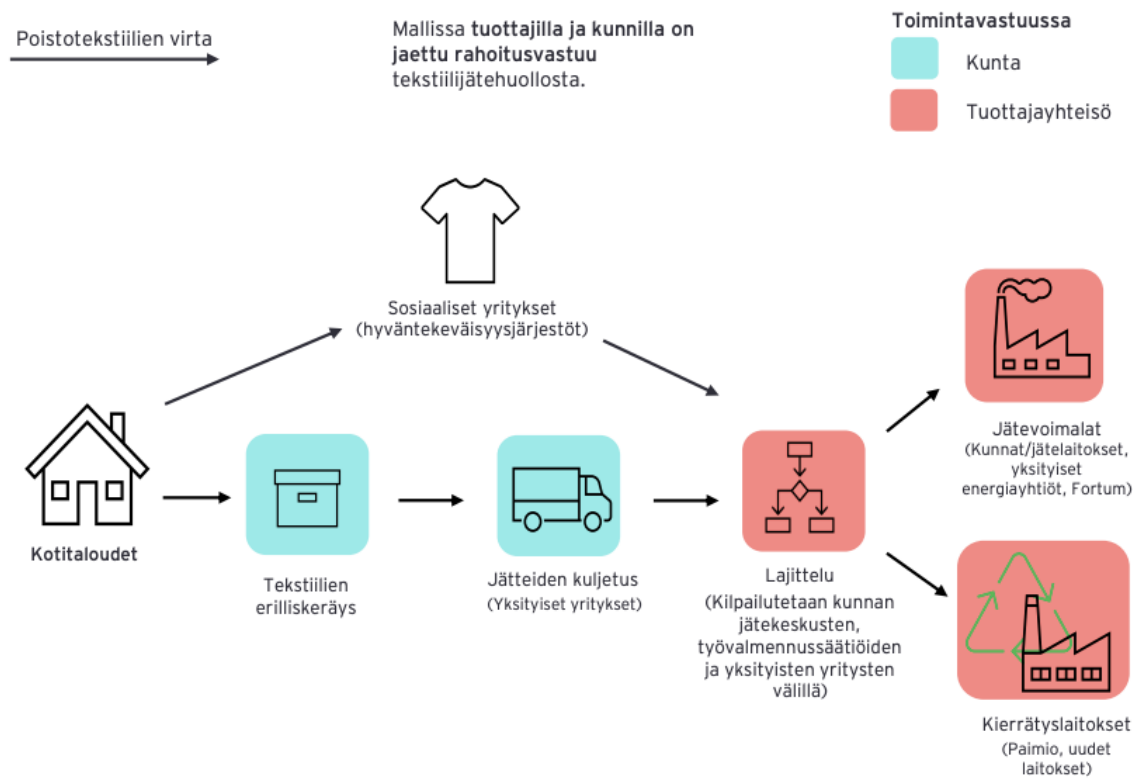 Poistotekstiilien virta
Mallissa tuottajilla ja kunnilla on
jaettu rahoitusvastuu
tekstiilijätehuollosta.
Toimintavastuussa
Kunta
Tuottajayhteisö
Sosiaaliset yritykset
(hyväntekeväisyysjärjestöt)
Kotitaloudet
Tekstiilien
erilliskeräys
Jätteiden kuljetus
(Yksityiset yritykset)
Lajittelu
(Kilpailutetaan kunnan
jätekeskusten,
työvalmennussäätiöiden
ja yksityisten yritysten
välillä)
Jätevoimalat
(Kunnat/jätelaitokset,
yksityiset
energiayhtiöt, Fortum)
Kierrätyslaitokset
(Paimio, uudet
laitokset)